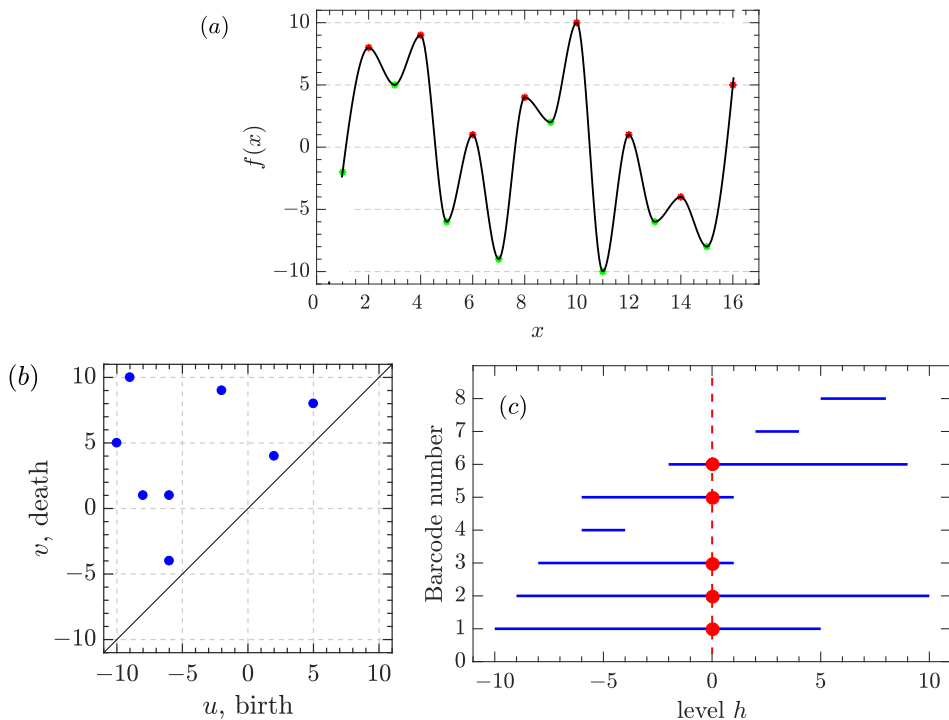 (a)
10
5
0
−5
−10
f(x)
0 2 4 6 8 10 12 14 16
x
(b)
10
5
0
−5
−10
v, death
−10 −5 0 5 10
u, birth
(c)
8
7
6
5
4
3
2
1
0
Barcode number
−10 −5 0 5 10
level h